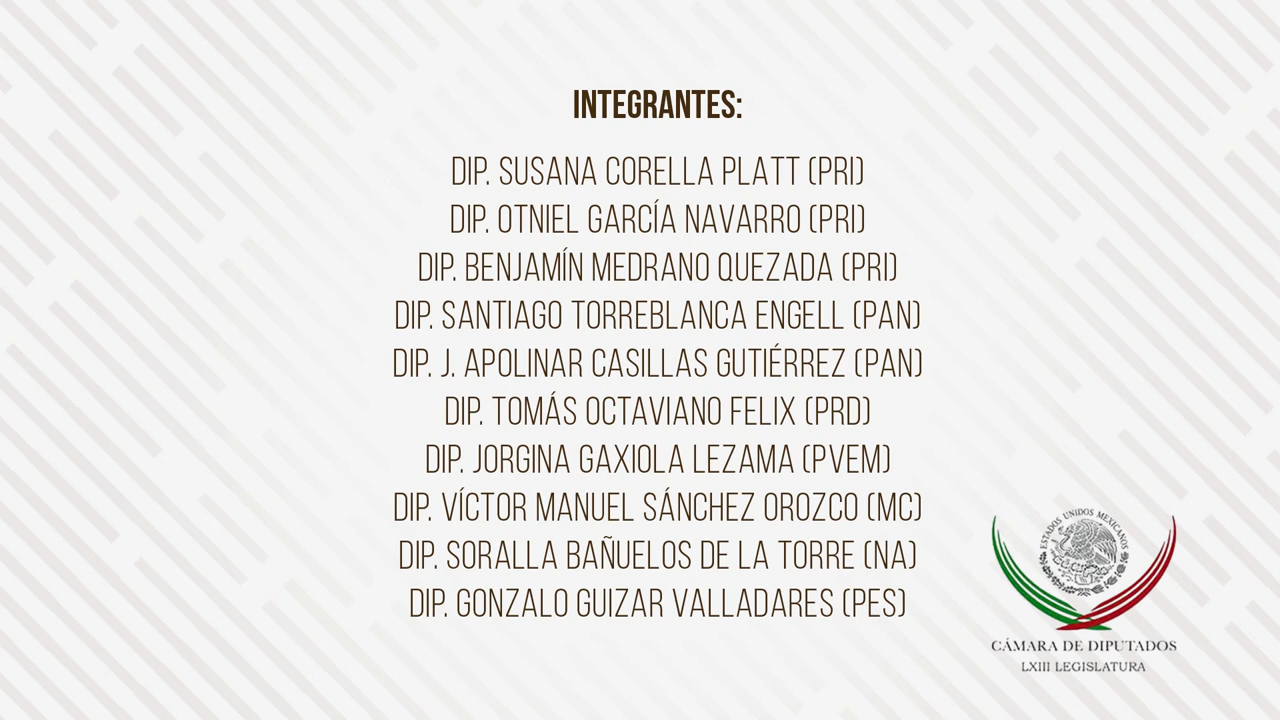 INTEGRANTES:
DIP. SUSANA CORELLA PLATT (PRI)
DIP. OTNIEL GARCÍA NAVARRO (PRI)
DIP. BENJAMÍN MEDRANO QUEZADA (PRI)
DIP. SANTIAGO TORREBLANCA ENGELL (PAN)
DIP. J. APOLINAR CASILLAS GUTIÉRREZ (PAN)
DIP. TOMÁS OCTAVIANO FELIX (PRD)
DIP. JORGINA GAXIOLA LEZAMA (PVEM)
DIP. VÍCTOR MANUEL SÁNCHEZ OROZCO (MC)
DIP. SORALLA BAÑUELOS DE LA TORRE (NA)
DIP. GONZALO GUIZAR VALLADARES (PES)
ESTADOS UNIDOS MEXICANOS
CÁMARA DE DIPUTADOS
LXIII LEGISLATURA